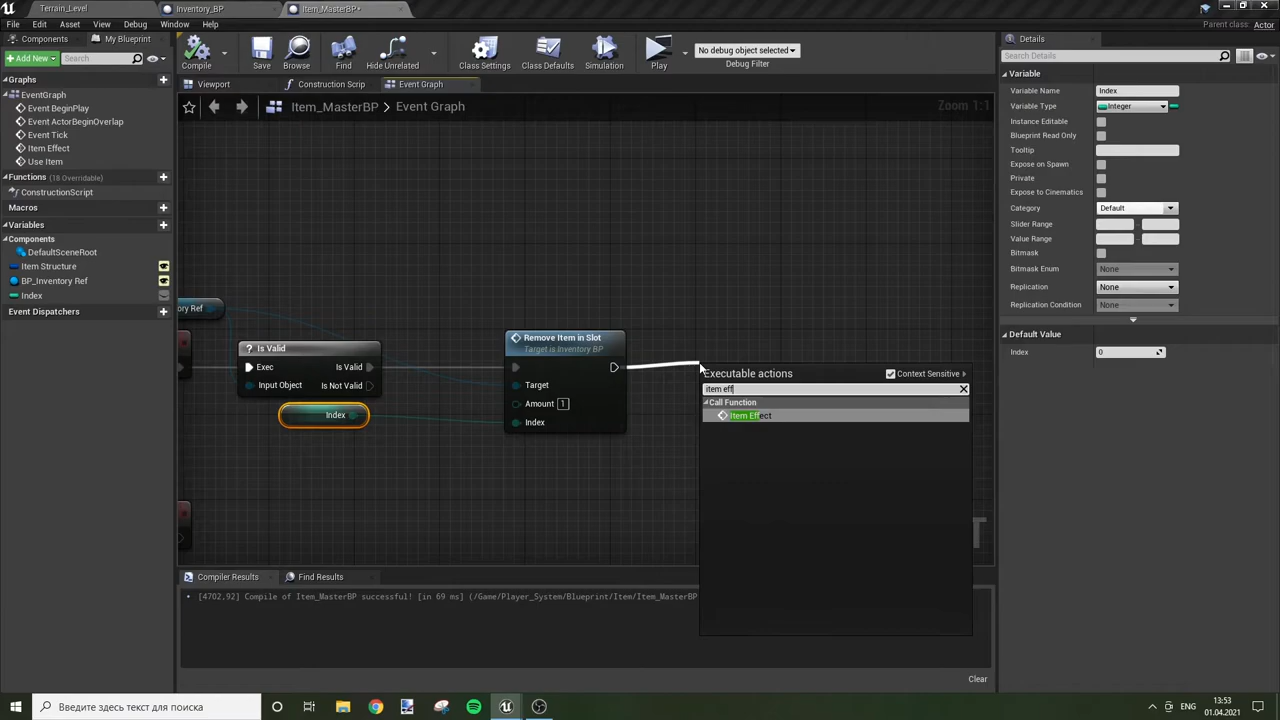 Terrain_Level
Inventory_BP
Item_MasterBP*
File
Edit
Asset
View
Debug
Window
Help
Parent class: Actor
Components
My Blueprint
Add New
Search
Graphs
EventGraph
Event BeginPlay
Event ActorBeginOverlap
Event Tick
Item Effect
Use Item
Functions (18 Overridable)
ConstructionScript
Macros
Variables
Components
DefaultSceneRoot
Item Structure
BP_Inventory Ref
Index
Event Dispatchers
Compile
Save
Browse
Find
Hide Unrelated
Class Settings
Class Defaults
Simulation
Play
No debug object selected
Debug Filter
Viewport
Construction Scrip
Event Graph
Item_MasterBP > Event Graph
Zoom 1:1
ory Ref
? Is Valid
Exec
Is Valid
Input Object
Is Not Valid
Index
Remove Item in Slot
Target is Inventory BP
Target
Amount 1
Index
Executable actions
Context Sensitive
item eff
Call Function
Item Effect
Compiler Results
Find Results
[4702,92] Compile of Item_MasterBP successful! [in 69 ms] (/Game/Player_System/Blueprint/Item/Item_MasterBP
Clear
Details
Search Details
Variable
Variable Name
Index
Variable Type
Integer
Instance Editable
Blueprint Read Only
Tooltip
Expose on Spawn
Private
Expose to Cinematics
Category
Default
Slider Range
Value Range
Bitmask
Bitmask Enum
None
Replication
None
Replication Condition
None
Default Value
Index
0
Введите здесь текст для поиска
ENG
13:53
01.04.2021